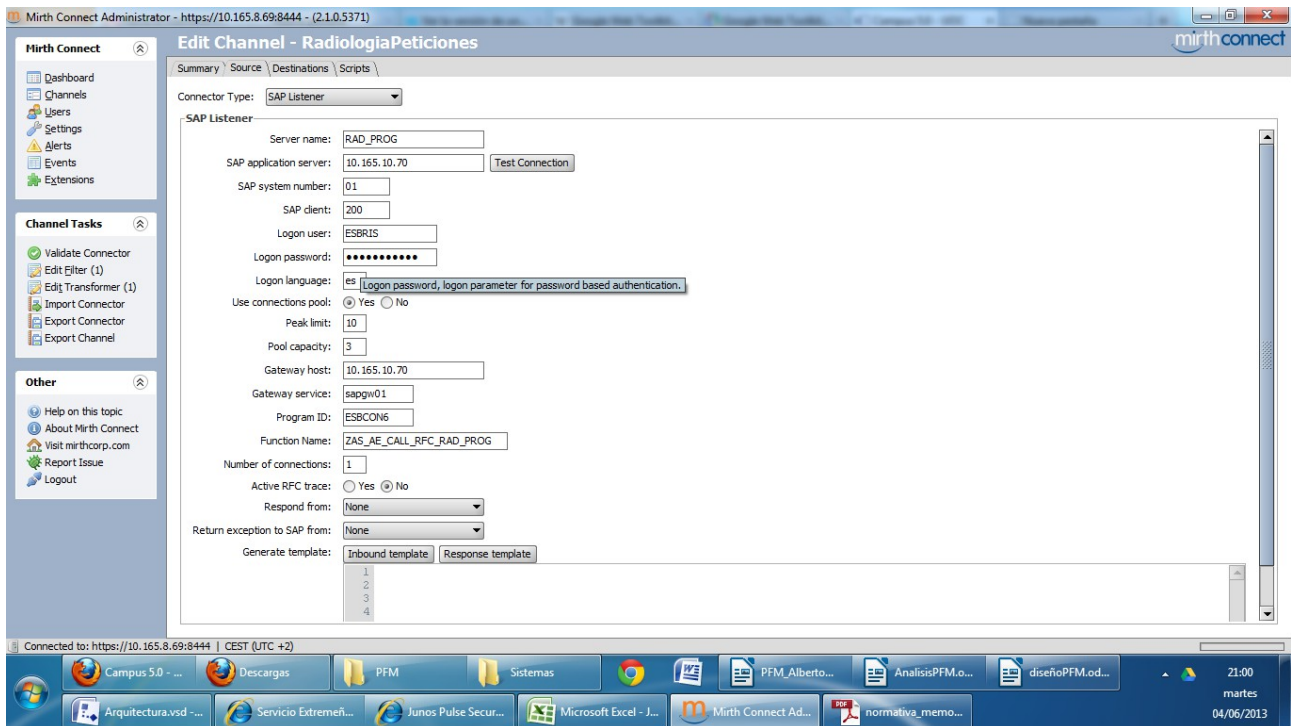 Mirth Connect Administrator - https://10.165.8.69:8444 - (2.1.0.5371)
Mirth Connect
Dashboard
Channels
Users
Settings
Alerts
Events
Extensions
Channel Tasks
Validate Connector
Edit Filter (1)
Edit Transformer (1)
Import Connector
Export Connector
Export Channel
Other
Help on this topic
About Mirth Connect
Visit mirthcorp.com
Report Issue
Logout
Edit Channel - RadiologiaPeticiones
mirth connect
Summary Source Destinations Scripts
Connector Type: SAP Listener
SAP Listener
Server name: RAD_PROG
SAP application server: 10.165.10.70 Test Connection
SAP system number: 01
SAP client: 200
Logon user: ESBRIS
Logon password: •••••••••••
Logon language: es
Logon password, logon parameter for password based authentication.
Use connections pool: Yes No
Peak limit: 10
Pool capacity: 3
Gateway host: 10.165.10.70
Gateway service: sapgw01
Program ID: ESBCON6
Function Name: ZAS_AE_CALL_RFC_RAD_PROG
Number of connections: 1
Active RFC trace: Yes No
Respond from: None
Return exception to SAP from: None
Generate template: Inbound template Response template
1
2
3
4
Connected to: https://10.165.8.69:8444 | CEST (UTC +2)
Campus 5.0 - ... Descargas PFM Sistemas PFM_Alberto... AnalisisPFM.o... diseñoPFM.od... 21:00
martes
Arquitectura.vsd -... Servicio Extremeñ... Junos Pulse Secur... Microsoft Excel - J... Mirth Connect Ad... normativa_memo... 04/06/2013